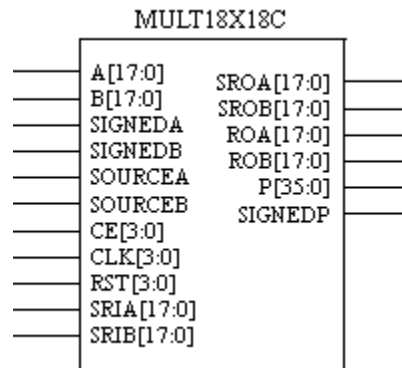 MULT18X18C
A[17:0]
B[17:0]
SIGNEDA
SIGNEDB
SOURCEA
SOURCEB
CE[3:0]
CLK[3:0]
RST[3:0]
SRIA[17:0]
SRIB[17:0]
SROA[17:0]
SROB[17:0]
ROA[17:0]
ROB[17:0]
P[35:0]
SIGNEDP